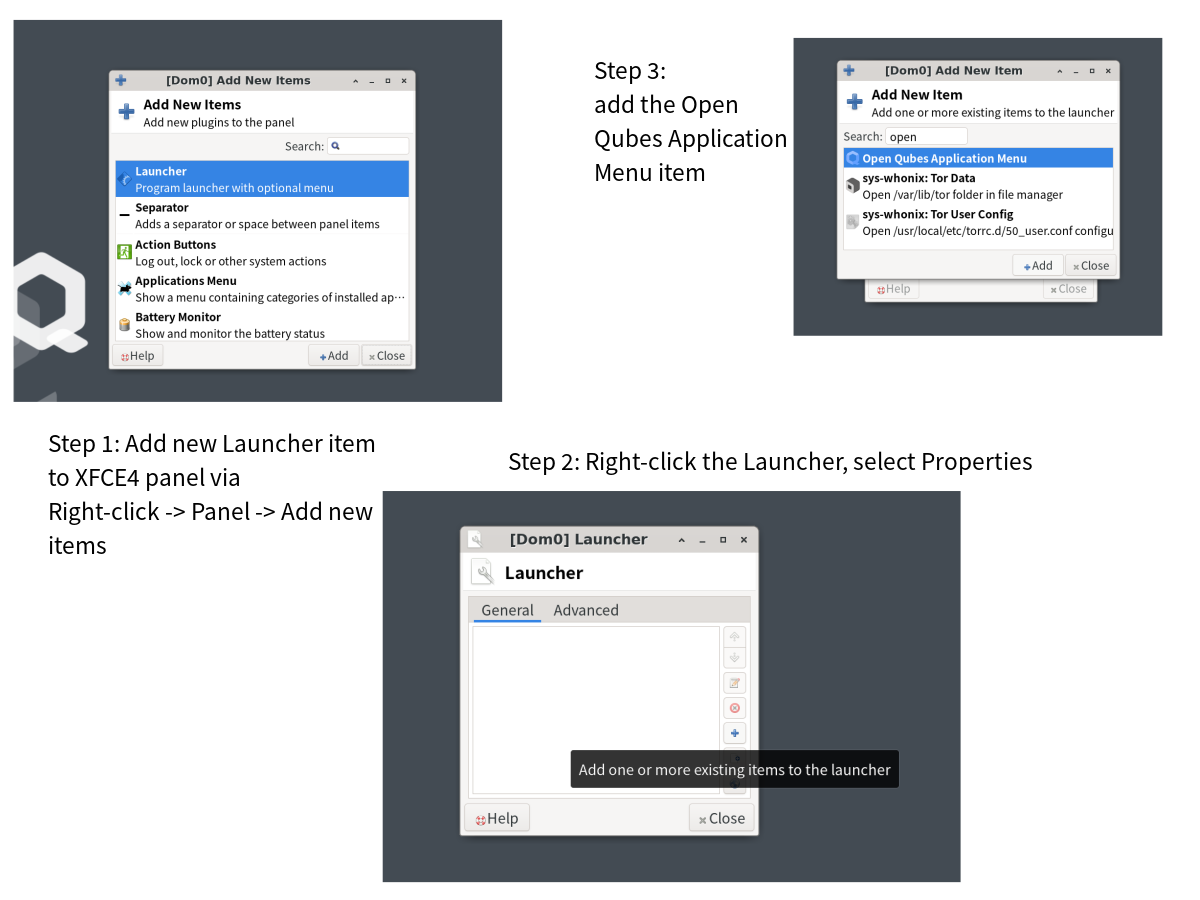 [Dom0] Add New Items
Add New Items
Add new plugins to the panel
Search:
Launcher
Program launcher with optional menu
Separator
Adds a separator or space between panel items
Action Buttons
Log out, lock or other system actions
Applications Menu
Show a menu containing categories of installed ap···
Battery Monitor
Show and monitor the battery status
Help
Add
Close
Step 1: Add new Launcher item
to XFCE4 panel via
Right-click -> Panel -> Add new
items
Step 2: Right-click the Launcher, select Properties
[Dom0] Launcher
Launcher
General
Advanced
Add one or more existing items to the launcher
Help
Close
Step 3:
add the Open
Qubes Application
Menu item
[Dom0] Add New Item
Add New Item
Add one or more existing items to the launcher
Search: open
Open Qubes Application Menu
sys-whonix: Tor Data
Open /var/lib/tor folder in file manager
sys-whonix: Tor User Config
Open /usr/local/etc/torrc.d/50_user.conf configu
Add
Close
Help
Close